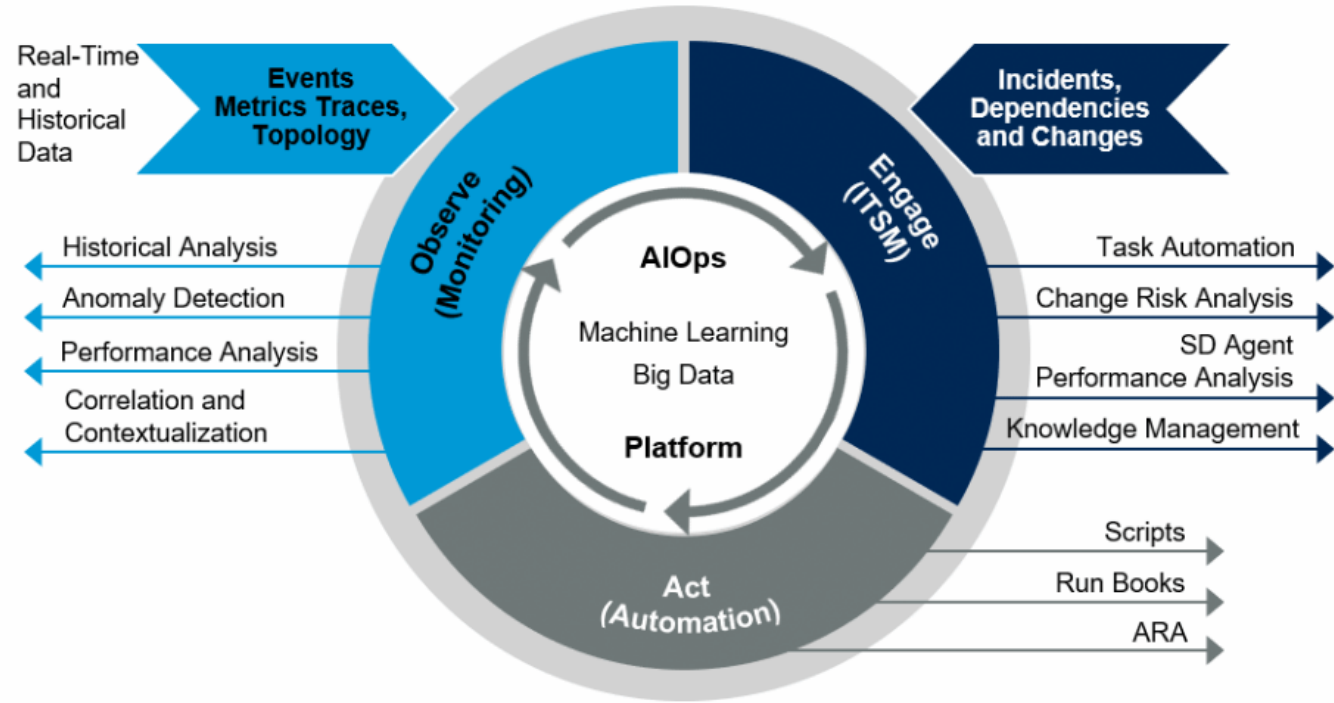 Real-Time
and
Historical
Data
Events
Metrics Traces,
Topology
Incidents,
Dependencies
and Changes
Observe
(Monitoring)
Engage
(ITSM)
AIOps
Machine Learning
Big Data
Platform
Act
(Automation)
Historical Analysis
Anomaly Detection
Performance Analysis
Correlation and
Contextualization
Task Automation
Change Risk Analysis
SD Agent
Performance Analysis
Knowledge Management
Scripts
Run Books
ARA